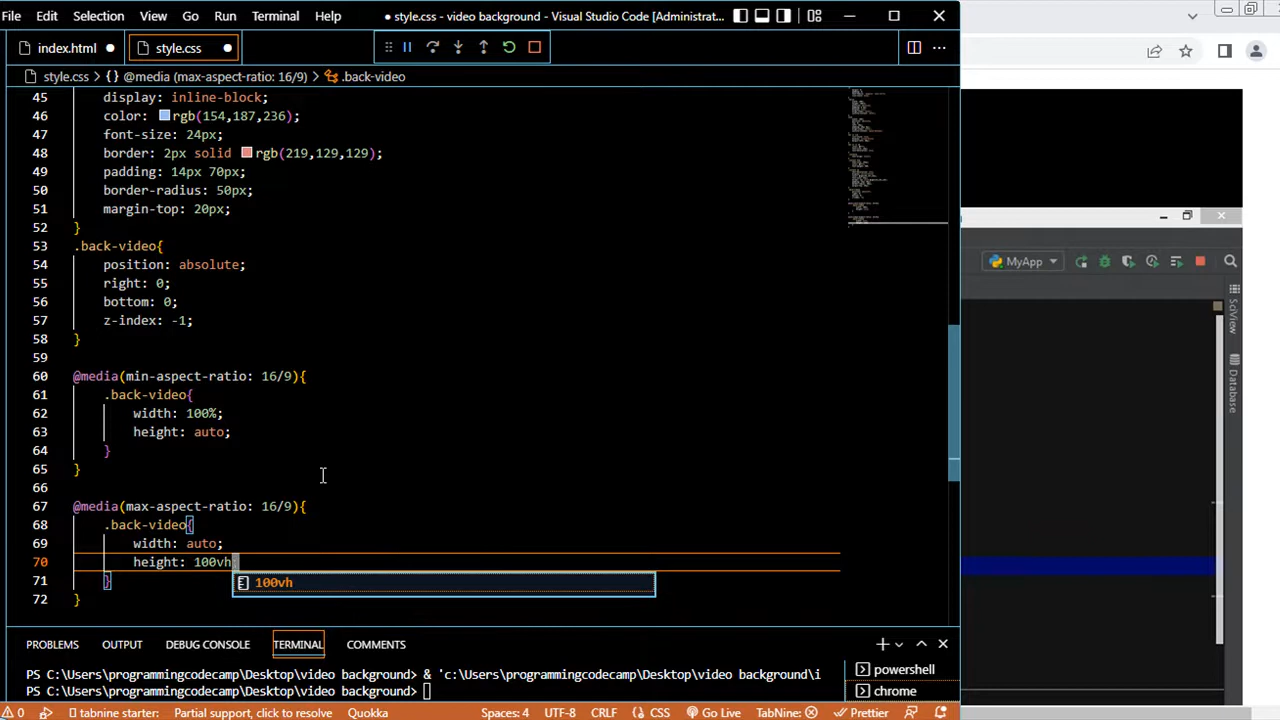 File Edit Selection View Go Run Terminal Help ● style.css - video background - Visual Studio Code [Administrat...
index.html ● style.css ●
style.css > {} @media (max-aspect-ratio: 16/9) > .back-video
45 display: inline-block;
46 color: rgb(154,187,236);
47 font-size: 24px;
48 border: 2px solid rgb(219,129,129);
49 padding: 14px 70px;
50 border-radius: 50px;
51 margin-top: 20px;
52 }
53 .back-video{
54 position: absolute;
55 right: 0;
56 bottom: 0;
57 z-index: -1;
58 }
59
60 @media(min-aspect-ratio: 16/9){
61 .back-video{
62 width: 100%;
63 height: auto;
64 }
65 }
66
67 @media(max-aspect-ratio: 16/9){
68 .back-video{
69 width: auto;
70 height: 100vh;
71 }
100vh
72 }
PROBLEMS OUTPUT DEBUG CONSOLE TERMINAL COMMENTS
PS C:\Users\programmingcodecamp\Desktop\video background> & 'c:\Users\programmingcodecamp\Desktop\video background\i
PS C:\Users\programmingcodecamp\Desktop\video background>
powershell
chrome
0 tabnine starter: Partial support, click to resolve Quokka Spaces: 4 UTF-8 CRLF {} CSS Go Live TabNine: Prettier
MyApp
SciView
Database